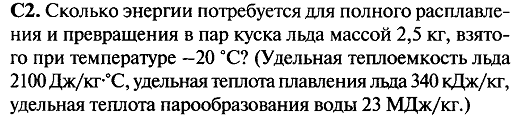 С2. Сколько энергии потребуется для полного расплавле-
ния и превращения в пар куска льда массой 2,5 кг, взято-
го при температуре −20 °С? (Удельная теплоемкость льда
2100 Дж/кг·°С, удельная теплота плавления льда 340 кДж/кг,
удельная теплота парообразования воды 23 МДж/кг.)